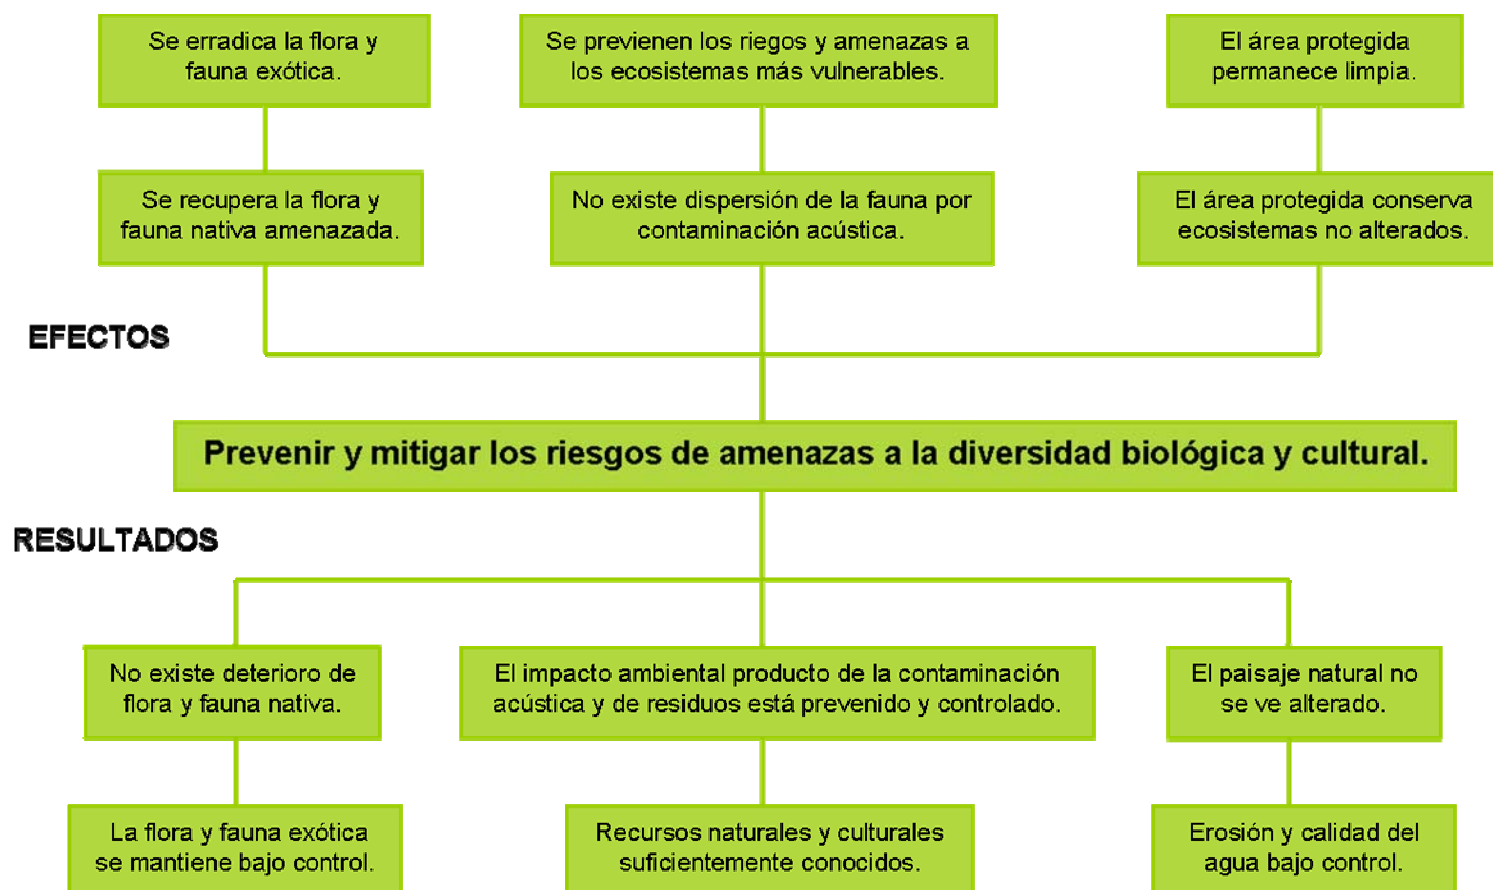 Se erradica la flora y
fauna exótica.
Se previenen los riegos y amenazas a
los ecosistemas más vulnerables.
El área protegida
permanece limpia.
Se recupera la flora y
fauna nativa amenazada.
No existe dispersión de la fauna por
contaminación acústica.
El área protegida conserva
ecosistemas no alterados.
EFECTOS
Prevenir y mitigar los riesgos de amenazas a la diversidad biológica y cultural.
RESULTADOS
No existe deterioro de
flora y fauna nativa.
El impacto ambiental producto de la contaminación
acústica y de residuos está prevenido y controlado.
El paisaje natural no
se ve alterado.
La flora y fauna exótica
se mantiene bajo control.
Recursos naturales y culturales
suficientemente conocidos.
Erosión y calidad del
agua bajo control.